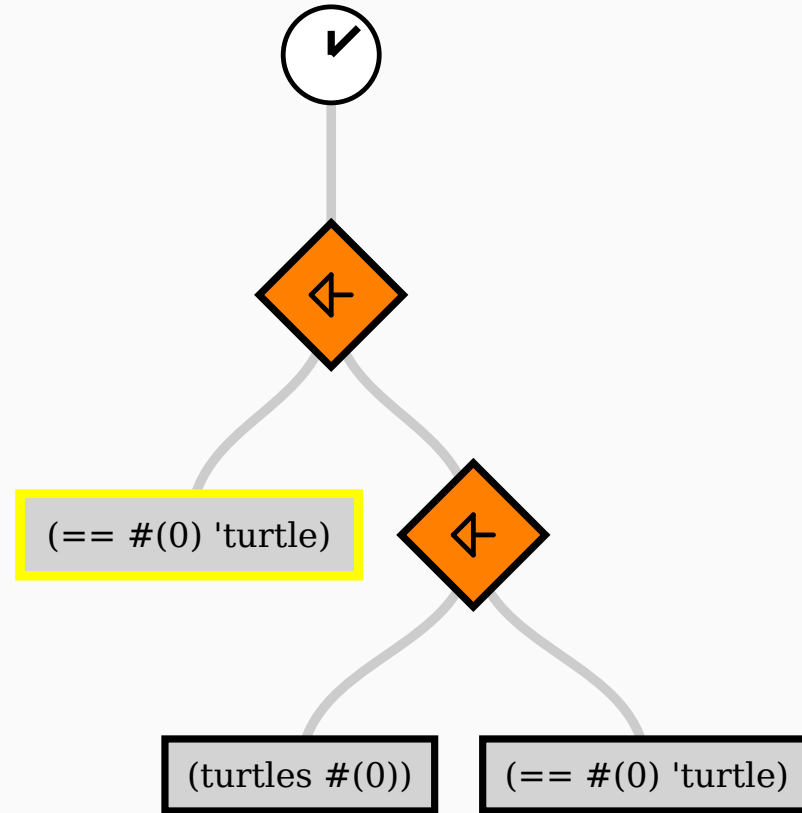 (== #(0) 'turtle)
(turtles #(0))
(== #(0) 'turtle)